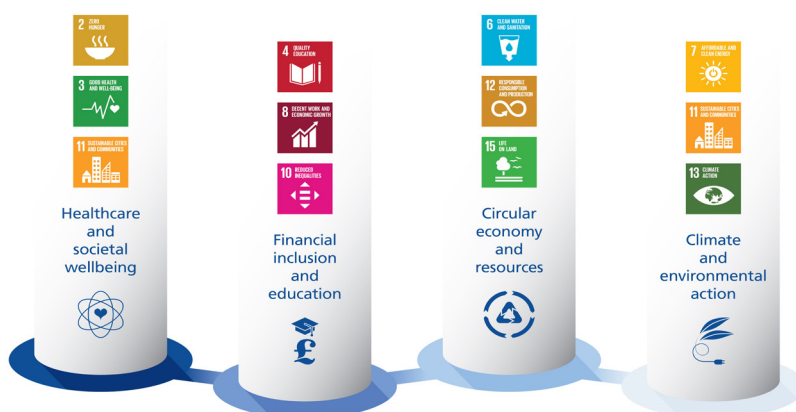 2 ZERO
HUNGER
3 GOOD HEALTH
AND WELL-BEING
11 SUSTAINABLE CITIES
AND COMMUNITIES
Healthcare
and
societal
wellbeing
4 QUALITY
EDUCATION
8 DECENT WORK AND
ECONOMIC GROWTH
10 REDUCED
INEQUALITIES
Financial
inclusion
and
education
£
6 CLEAN WATER
AND SANITATION
12 RESPONSIBLE
CONSUMPTION
AND PRODUCTION
15 LIFE
ON LAND
Circular
economy
and
resources
7 AFFORDABLE AND
CLEAN ENERGY
11 SUSTAINABLE CITIES
AND COMMUNITIES
13 CLIMATE
ACTION
Climate
and
environmental
action